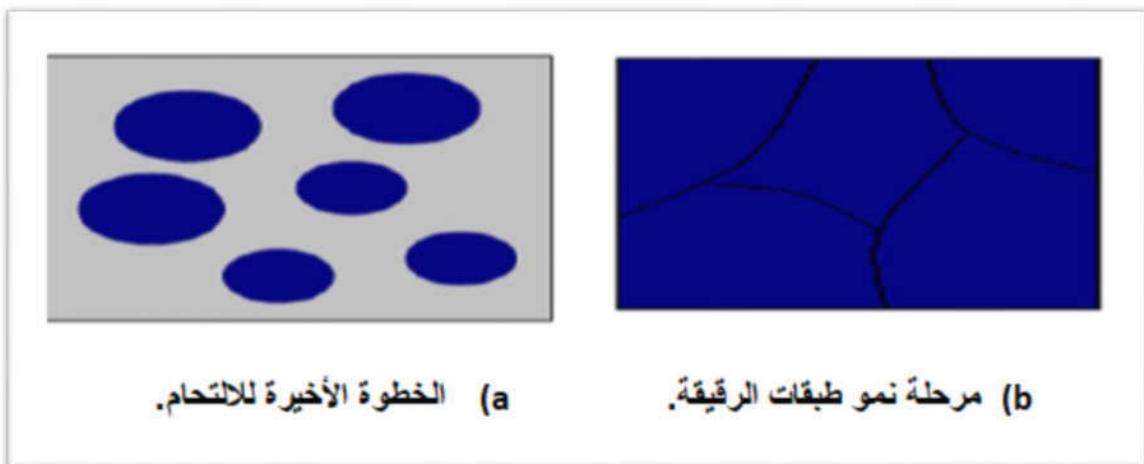 a) الخطوة الأخيرة للالتحام.
b) مرحلة نمو طبقات الرقيقة.